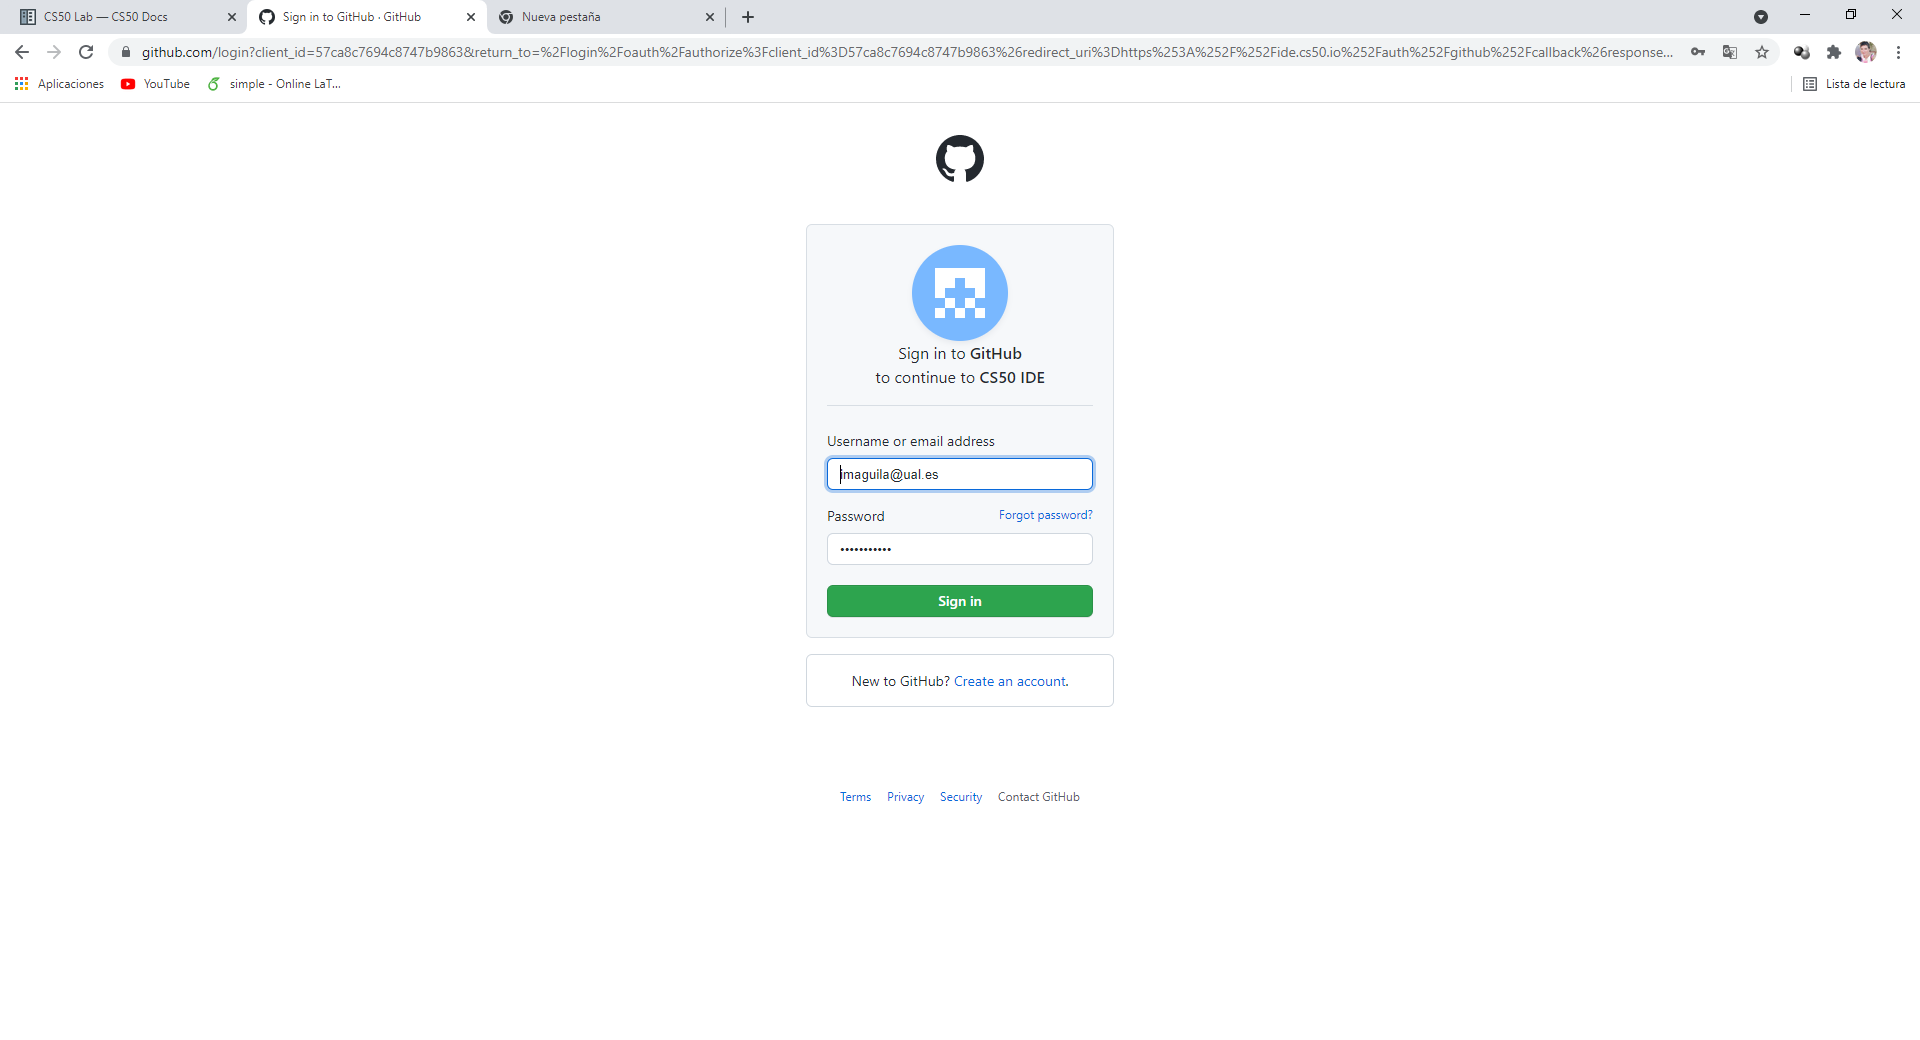 CS50 Lab — CS50 Docs
Sign in to GitHub · GitHub
Nueva pestaña
github.com/login?client_id=57ca8c7694c8747b9863&return_to=%2Flogin%2Foauth%2Fauthorize%3Fclient_id%3D57ca8c7694c8747b9863%26redirect_uri%3Dhttps%253A%252F%252Fide.cs50.io%252Fauth%252Fgithub%252Fcallback%26response...
Aplicaciones
YouTube
simple - Online LaT...
Lista de lectura
Sign in to GitHub
to continue to CS50 IDE
Username or email address
imaguila@ual.es
Password
Forgot password?
•••••••••••
Sign in
New to GitHub? Create an account.
Terms
Privacy
Security
Contact GitHub